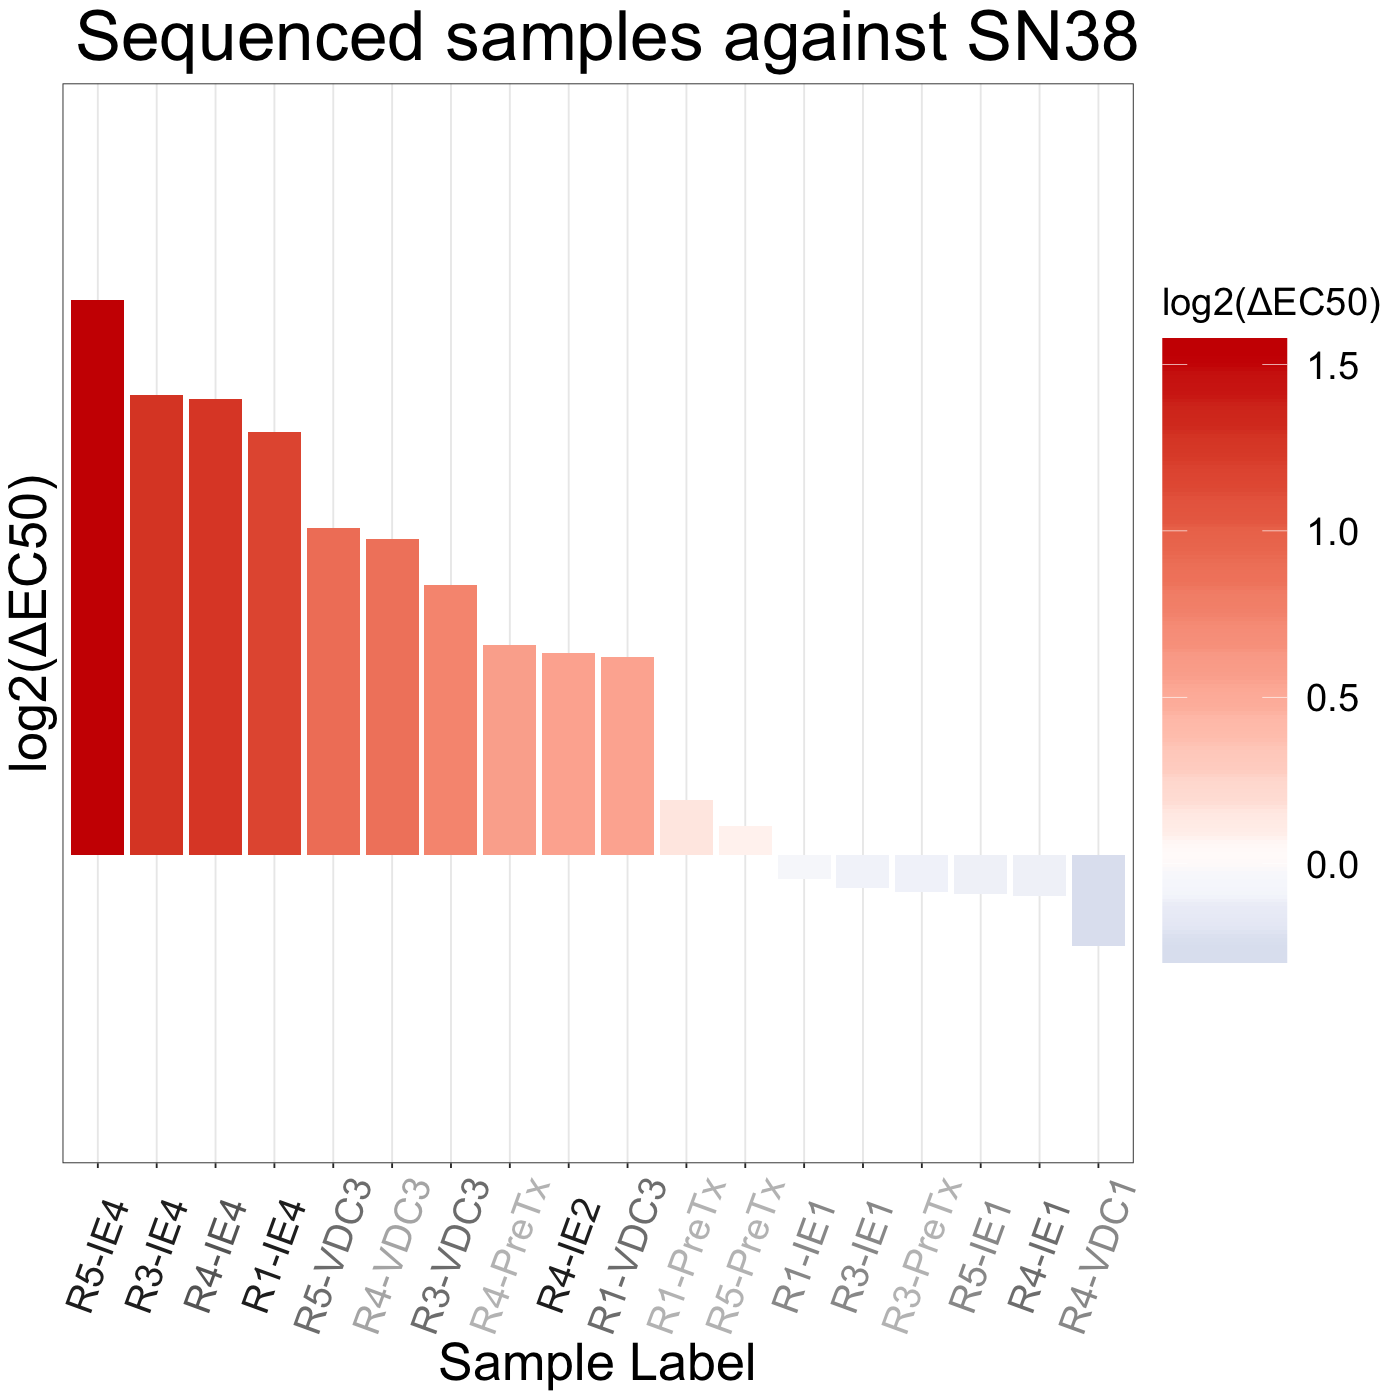 Sequenced samples against SN38
log2(ΔEC50)
log2(ΔEC50)
1.5
1.0
0.5
0.0
R5-IE4
R3-IE4
R4-IE4
R1-IE4
R5-VDC3
R4-VDC3
R3-VDC3
R4-PreTx
R4-IE2
R1-VDC3
R1-PreTx
R5-PreTx
R1-IE1
R3-IE1
R3-PreTx
R5-IE1
R4-IE1
R4-VDC1
Sample Label